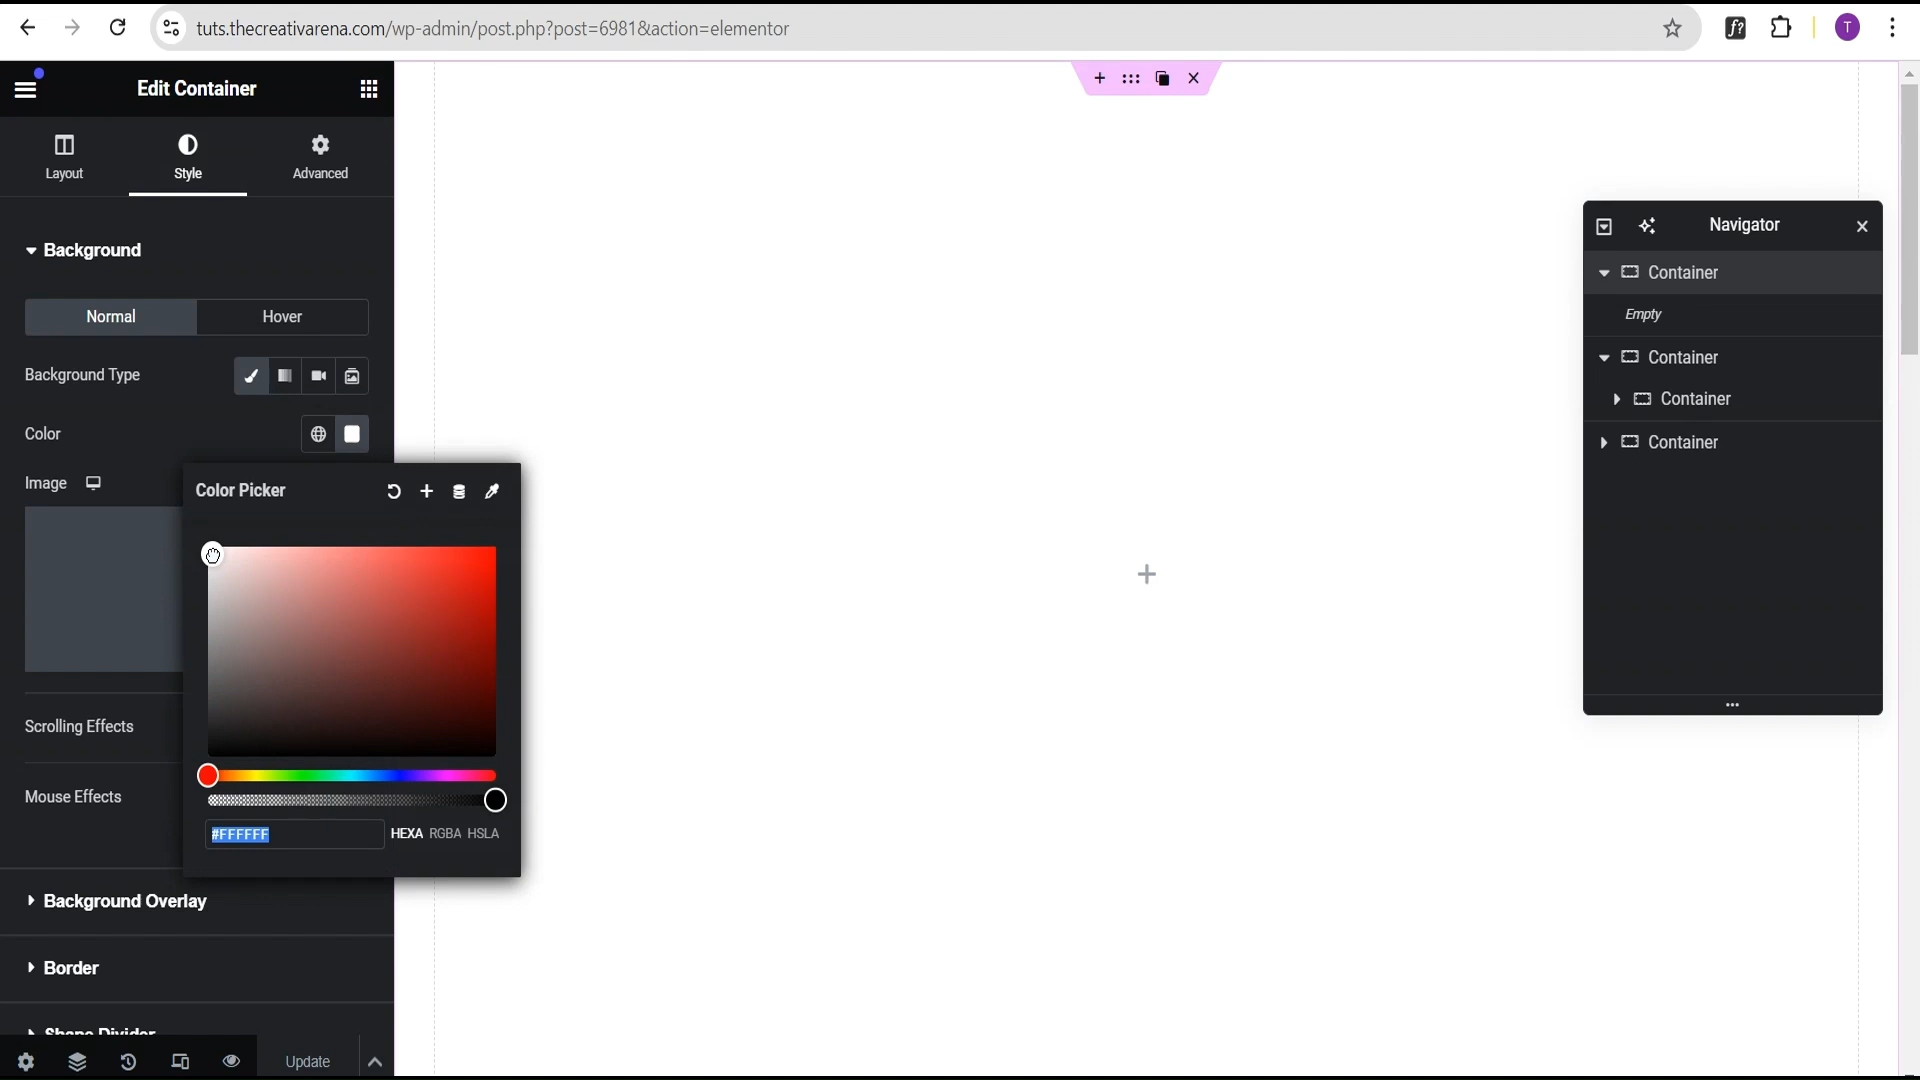 tuts.thecreativarena.com/wp-admin/post.php?post=6981&action=elementor
f?
T
Edit Container
Layout
Style
Advanced
Background
Normal
Hover
Background Type
Color
Image
Color Picker
#FFFFFF
HEXA RGBA HSLA
Scrolling Effects
Mouse Effects
Background Overlay
Border
Shape Divider
Update
Navigator
Container
Empty
Container
Container
Container